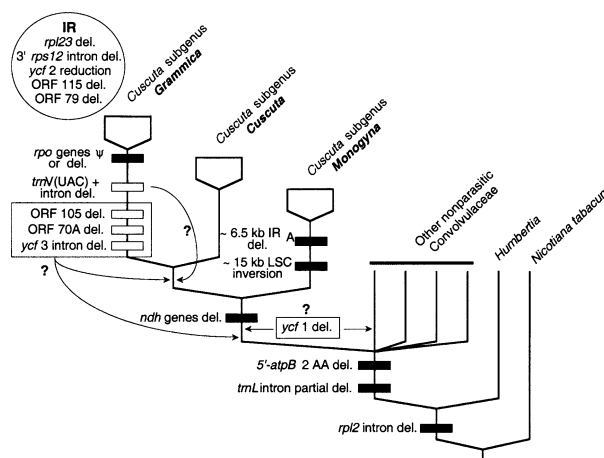 IR
rpl23 del.
3' rps12 intron del.
ycf 2 reduction
ORF 115 del.
ORF 79 del.
Cuscuta subgenus
Grammica
Cuscuta subgenus
Cuscuta
Cuscuta subgenus
Monogyna
rpo genes ψ
or del.
trnV(UAC) +
intron del.
ORF 105 del.
ORF 70A del.
ycf 3 intron del.
?
?
~ 6.5 kb IR
del.
A
~ 15 kb LSC
inversion
Other nonparasitic
Convolvulaceae
Humbertia
Nicotiana tabacum
ndh genes del.
?
ycf 1 del.
5'-atpB 2 AA del.
trnL intron partial del.
rpl2 intron del.